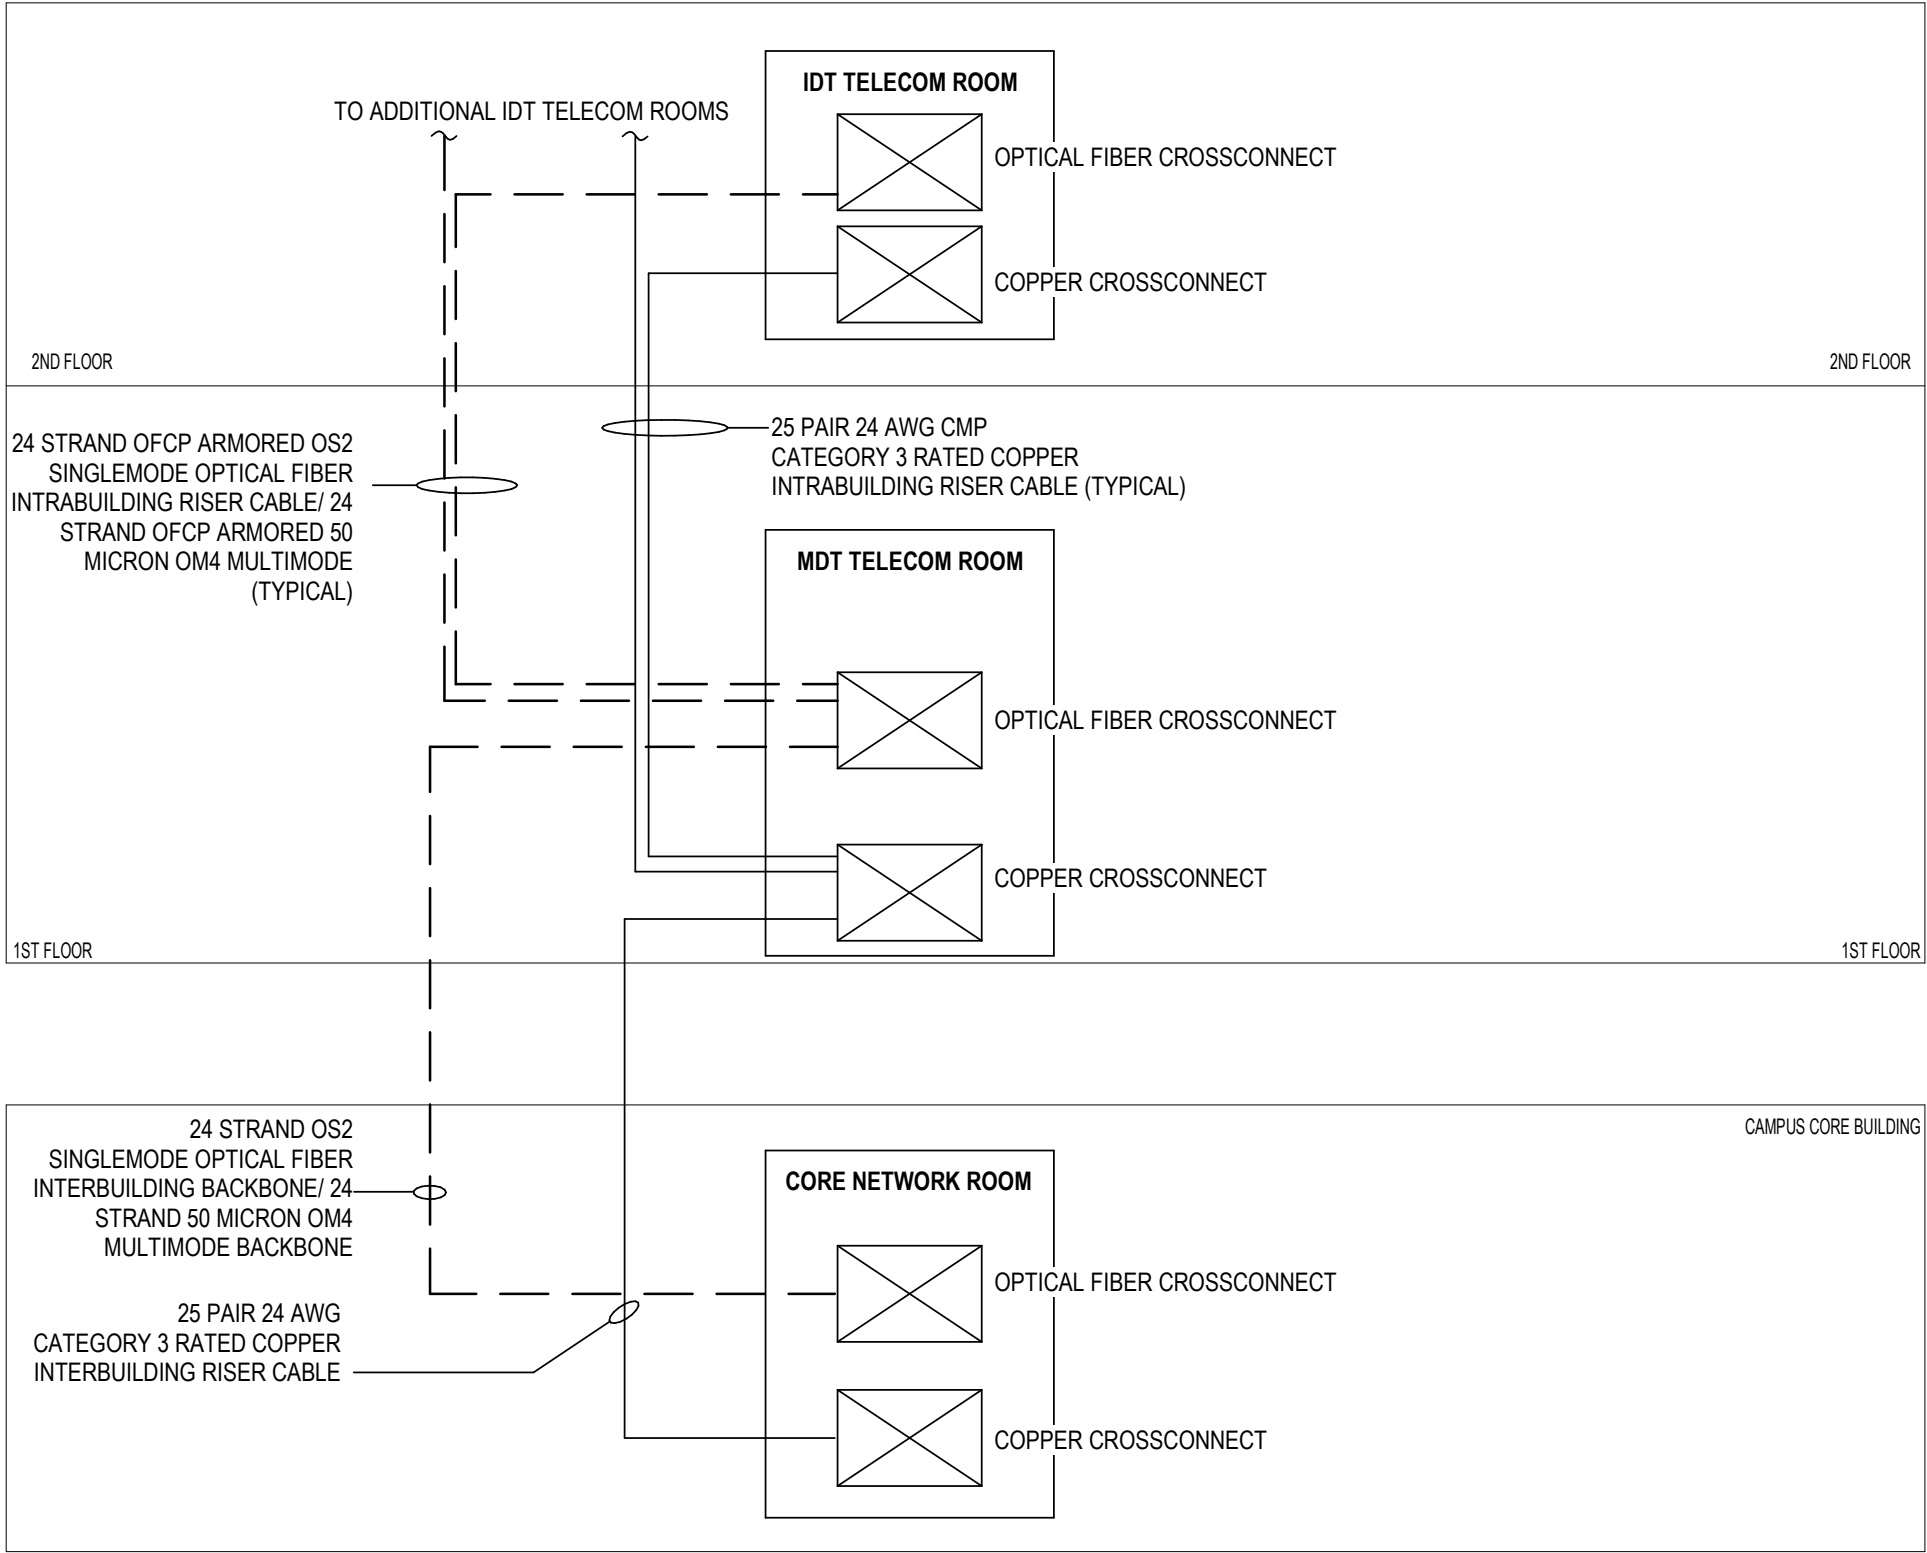 IDT TELECOM ROOM
TO ADDITIONAL IDT TELECOM ROOMS
OPTICAL FIBER CROSSCONNECT
COPPER CROSSCONNECT
2ND FLOOR
2ND FLOOR
24 STRAND OFCP ARMORED OS2
SINGLEMODE OPTICAL FIBER
INTRABUILDING RISER CABLE/ 24
STRAND OFCP ARMORED 50
MICRON OM4 MULTIMODE
(TYPICAL)
25 PAIR 24 AWG CMP
CATEGORY 3 RATED COPPER
INTRABUILDING RISER CABLE (TYPICAL)
MDT TELECOM ROOM
OPTICAL FIBER CROSSCONNECT
COPPER CROSSCONNECT
1ST FLOOR
1ST FLOOR
CAMPUS CORE BUILDING
24 STRAND OS2
SINGLEMODE OPTICAL FIBER
INTERBUILDING BACKBONE/ 24
STRAND 50 MICRON OM4
MULTIMODE BACKBONE
CORE NETWORK ROOM
OPTICAL FIBER CROSSCONNECT
25 PAIR 24 AWG
CATEGORY 3 RATED COPPER
INTERBUILDING RISER CABLE
COPPER CROSSCONNECT